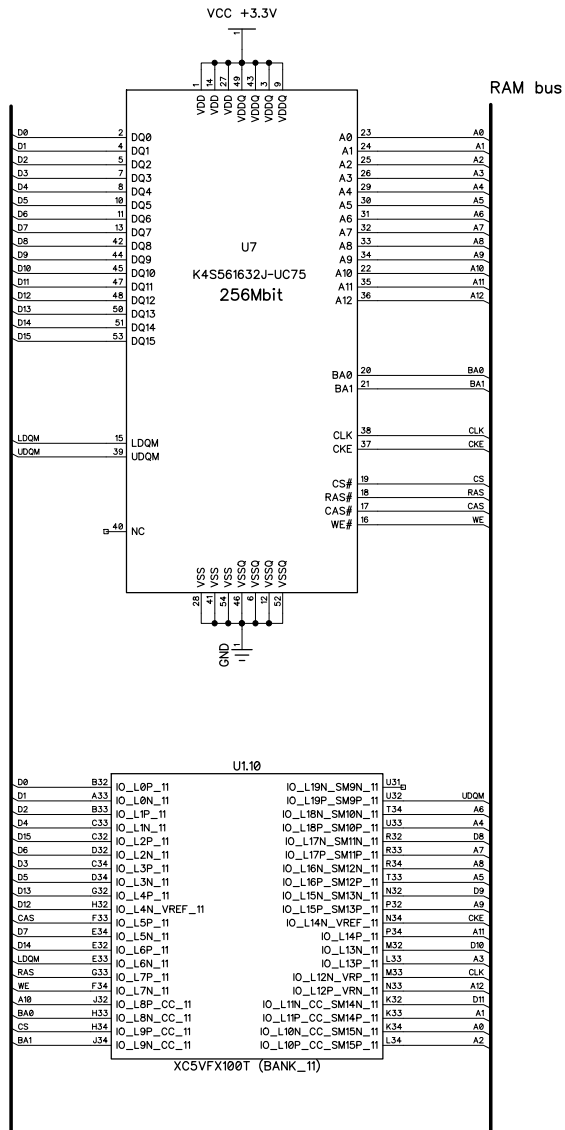 VCC +3.3V
1
1 14 27 49 43 3 9
VDD VDD VDD VDDQ VDDQ VDDQ VDDQ
RAM bus
D0 2 DQ0 A0 23 A0
D1 4 DQ1 A1 24 A1
D2 5 DQ2 A2 25 A2
D3 7 DQ3 A3 26 A3
D4 8 DQ4 A4 29 A4
D5 10 DQ5 A5 30 A5
D6 11 DQ6 A6 31 A6
D7 13 DQ7 A7 32 A7
D8 42 DQ8 A8 33 A8
D9 44 DQ9 A9 34 A9
D10 45 DQ10 A10 22 A10
D11 47 DQ11 A11 35 A11
D12 48 DQ12 A12 36 A12
D13 50 DQ13
D14 51 DQ14
D15 53 DQ15
U7
K4S561632J-UC75
256Mbit
BA0 20 BA0
BA1 21 BA1
CLK 38 CLK
CKE 37 CKE
LDQM 15 LDQM
UDQM 39 UDQM
CS# 19 CS
RAS# 18 RAS
CAS# 17 CAS
WE# 16 WE
40 NC
VSS VSS VSS VSSQ VSSQ VSSQ VSSQ
28 41 54 46 6 12 52
GND 1
U1.10
D0 B32 IO_L0P_11 IO_L19N_SM9N_11 U31
D1 A33 IO_L0N_11 IO_L19P_SM9P_11 U32 UDQM
D2 B33 IO_L1P_11 IO_L18N_SM10N_11 T34 A6
D4 C33 IO_L1N_11 IO_L18P_SM10P_11 U33 A4
D15 C32 IO_L2P_11 IO_L17N_SM11N_11 R32 D8
D6 D32 IO_L2N_11 IO_L17P_SM11P_11 R33 A7
D3 C34 IO_L3P_11 IO_L16N_SM12N_11 R34 A8
D5 D34 IO_L3N_11 IO_L16P_SM12P_11 T33 A5
D13 G32 IO_L4P_11 IO_L15N_SM13N_11 N32 D9
D12 H32 IO_L4N_VREF_11 IO_L15P_SM13P_11 P32 A9
CAS F33 IO_L5P_11 IO_L14N_VREF_11 N34 CKE
D7 E34 IO_L5N_11 IO_L14P_11 P34 A11
D14 E32 IO_L6P_11 IO_L13N_11 M32 D10
LDQM E33 IO_L6N_11 IO_L13P_11 L33 A3
RAS G33 IO_L7P_11 IO_L12N_VRP_11 M33 CLK
WE F34 IO_L7N_11 IO_L12P_VRN_11 N33 A12
A10 J32 IO_L8P_CC_11 IO_L11N_CC_SM14N_11 K32 D11
BA0 H33 IO_L8N_CC_11 IO_L11P_CC_SM14P_11 K33 A1
CS H34 IO_L9P_CC_11 IO_L10N_CC_SM15N_11 K34 A0
BA1 J34 IO_L9N_CC_11 IO_L10P_CC_SM15P_11 L34 A2
XC5VFX100T (BANK_11)